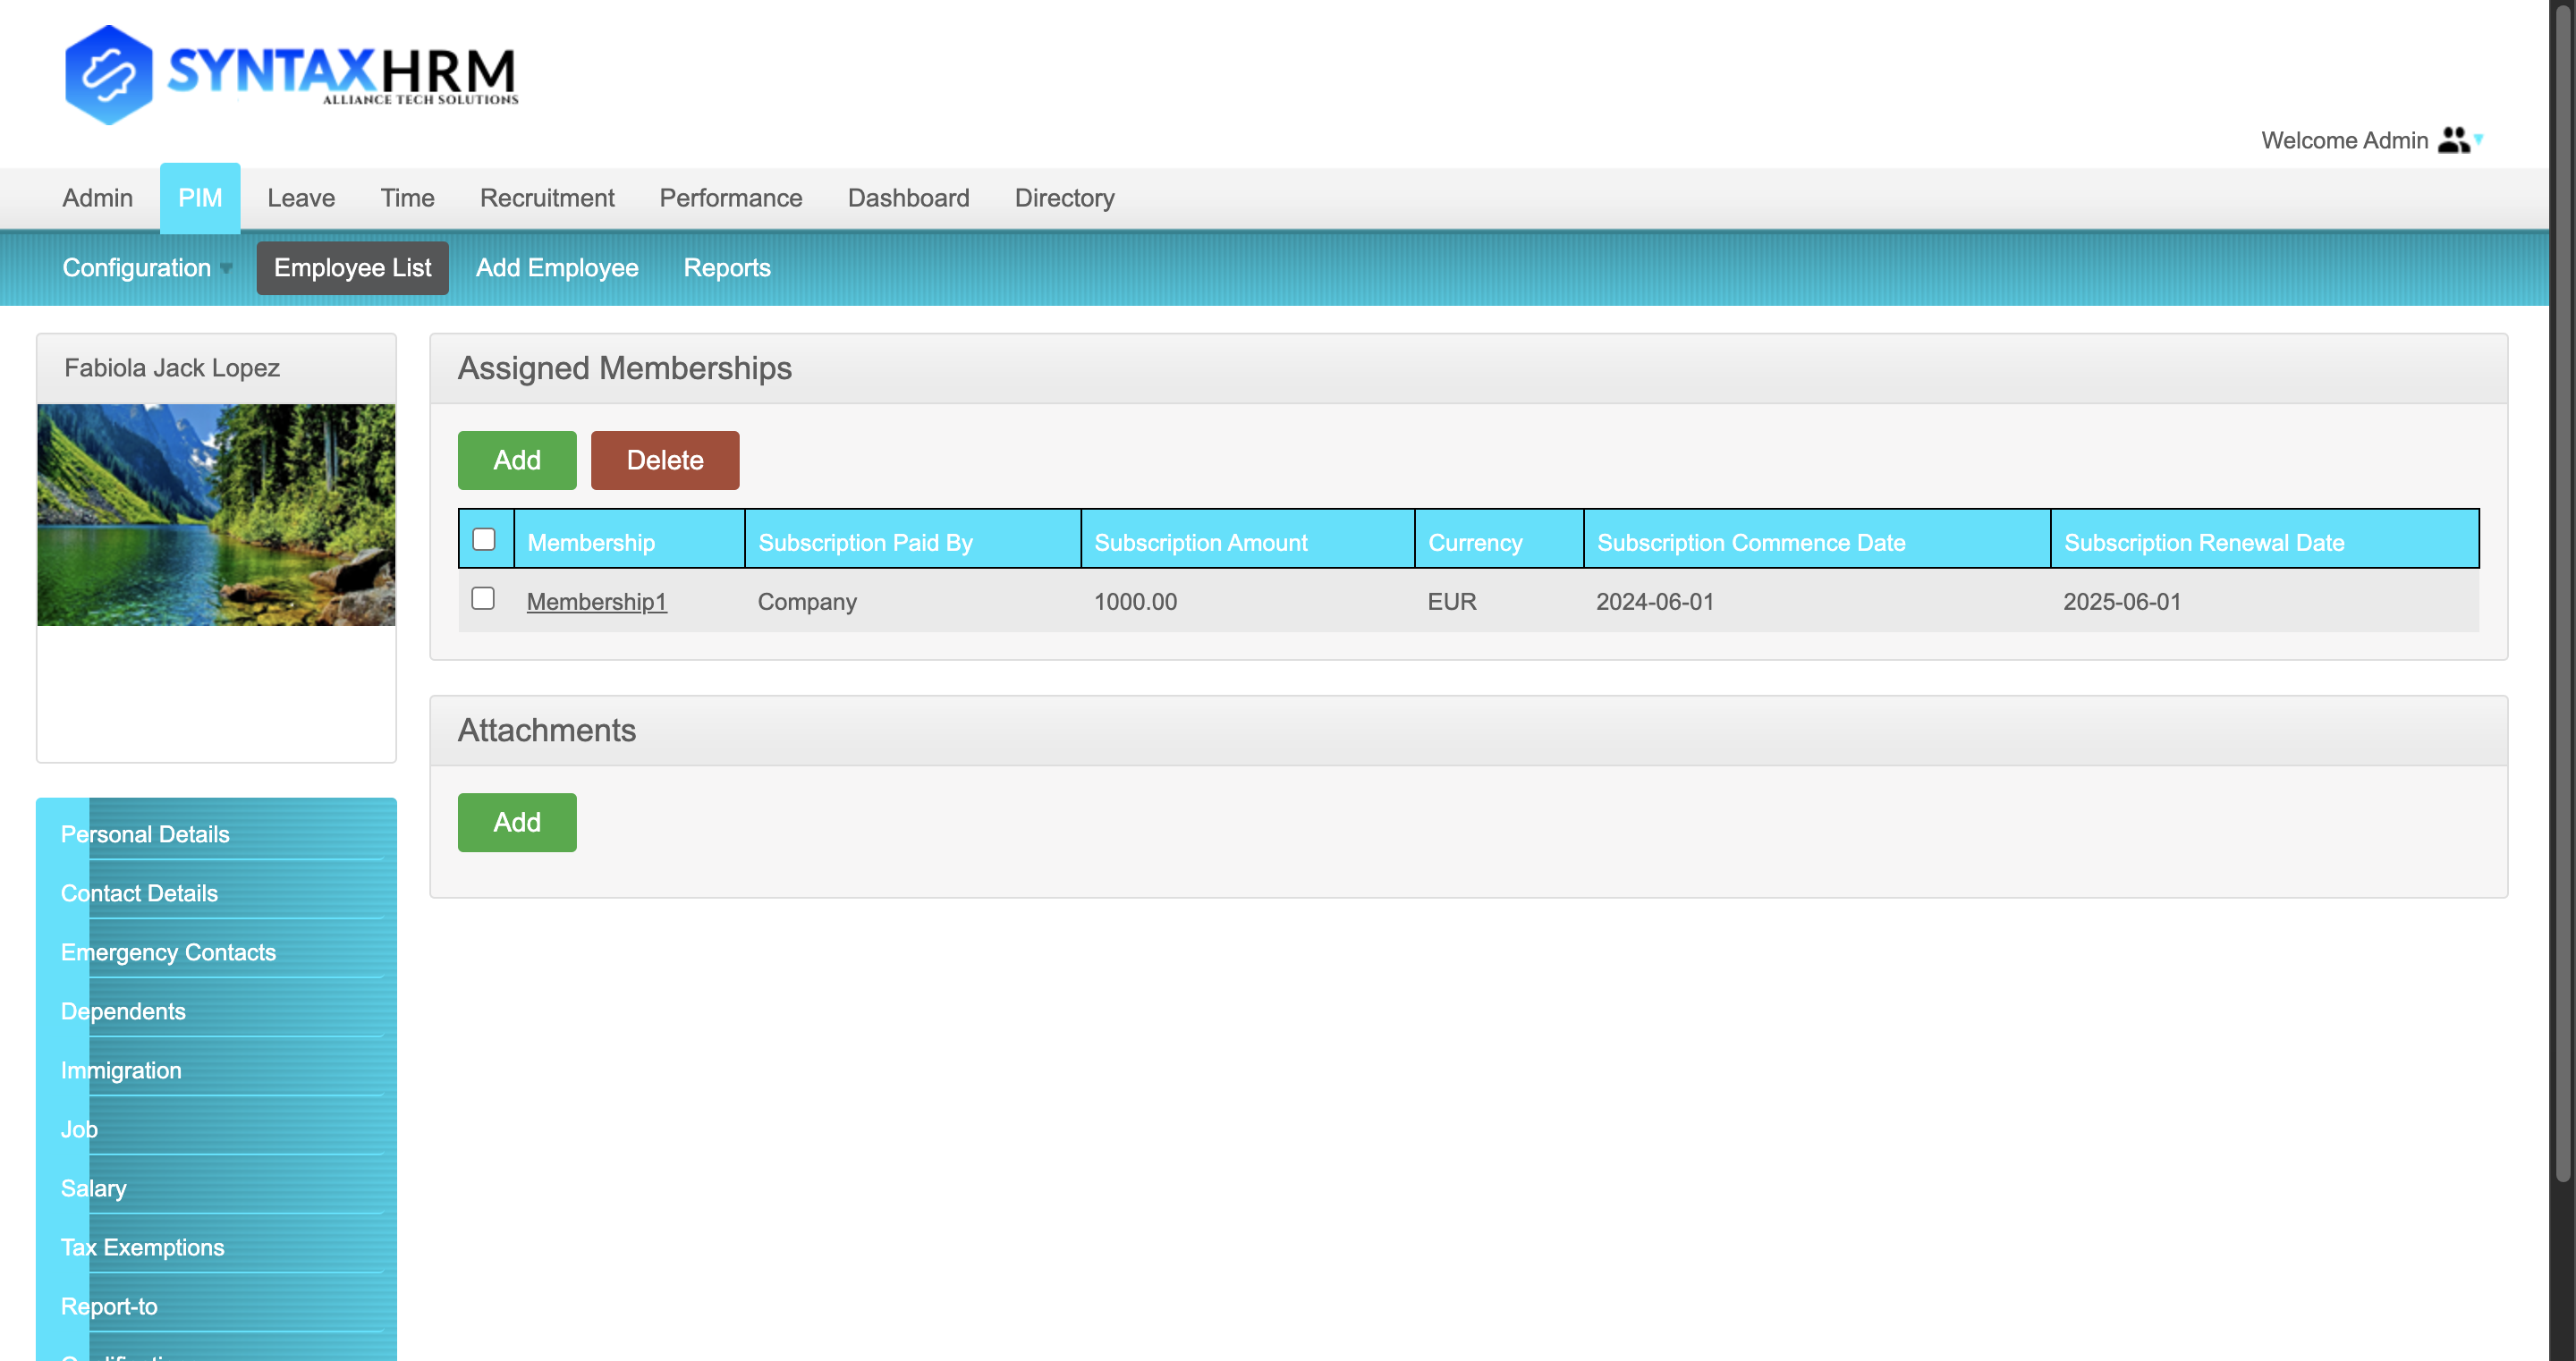 SYNTAXHRM
ALLIANCE TECH SOLUTIONS
Welcome Admin
Admin PIM Leave Time Recruitment Performance Dashboard Directory
Configuration Employee List Add Employee Reports
Fabiola Jack Lopez
Assigned Memberships
Add Delete
Membership Subscription Paid By Subscription Amount Currency Subscription Commence Date Subscription Renewal Date
Membership1 Company 1000.00 EUR 2024-06-01 2025-06-01
Attachments
Add
Personal Details
Contact Details
Emergency Contacts
Dependents
Immigration
Job
Salary
Tax Exemptions
Report-to